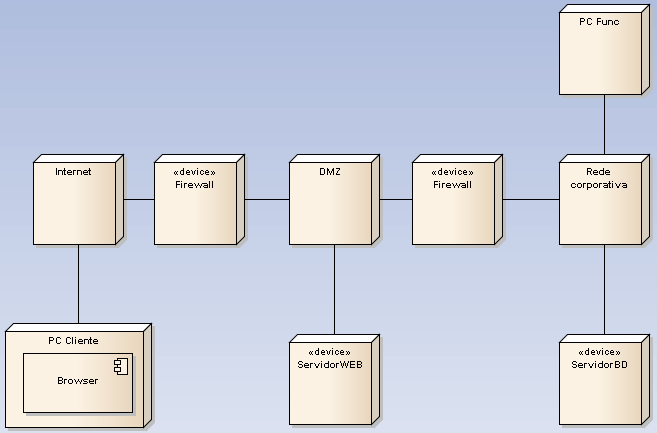 PC Func
Internet
«device»
Firewall
DMZ
«device»
Firewall
Rede
corporativa
PC Cliente
Browser
«device»
ServidorWEB
«device»
ServidorBD